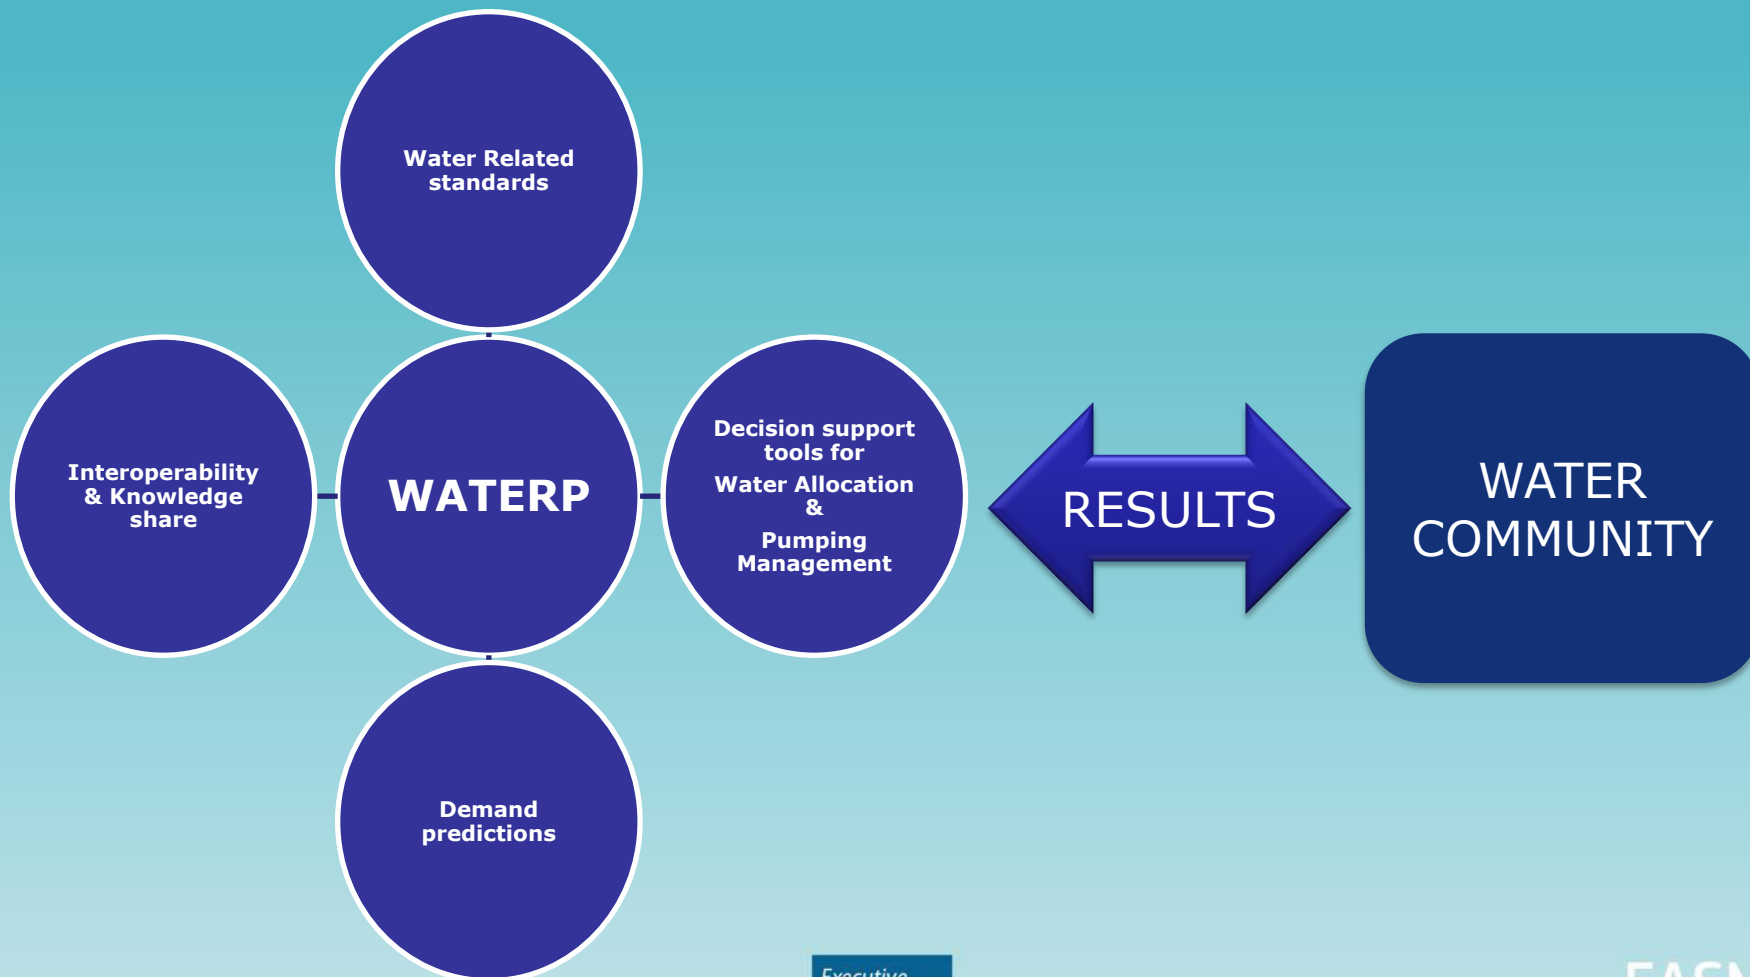 Water Related
standards
Interoperability
& Knowledge
share
WATERP
Decision support
tools for
Water Allocation
&
Pumping
Management
RESULTS
WATER
COMMUNITY
Demand
predictions
Executive